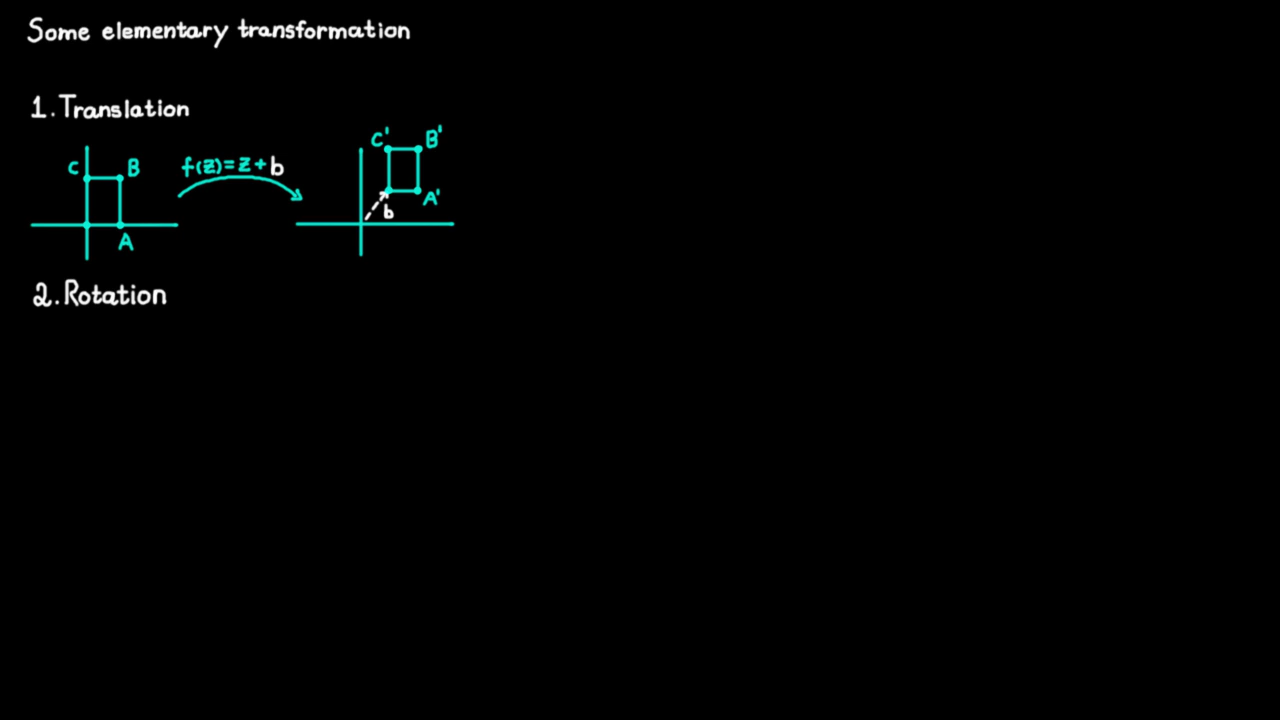 Some elementary transformation
1. Translation
C B f(z)=z+b C' B'
A' b
A
2. Rotation